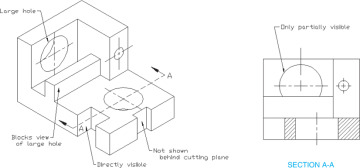 Large hole
A
Blocks view
of large hole
A
Directly visible
Not shown
behind cutting plane
Only partially visible
SECTION A-A